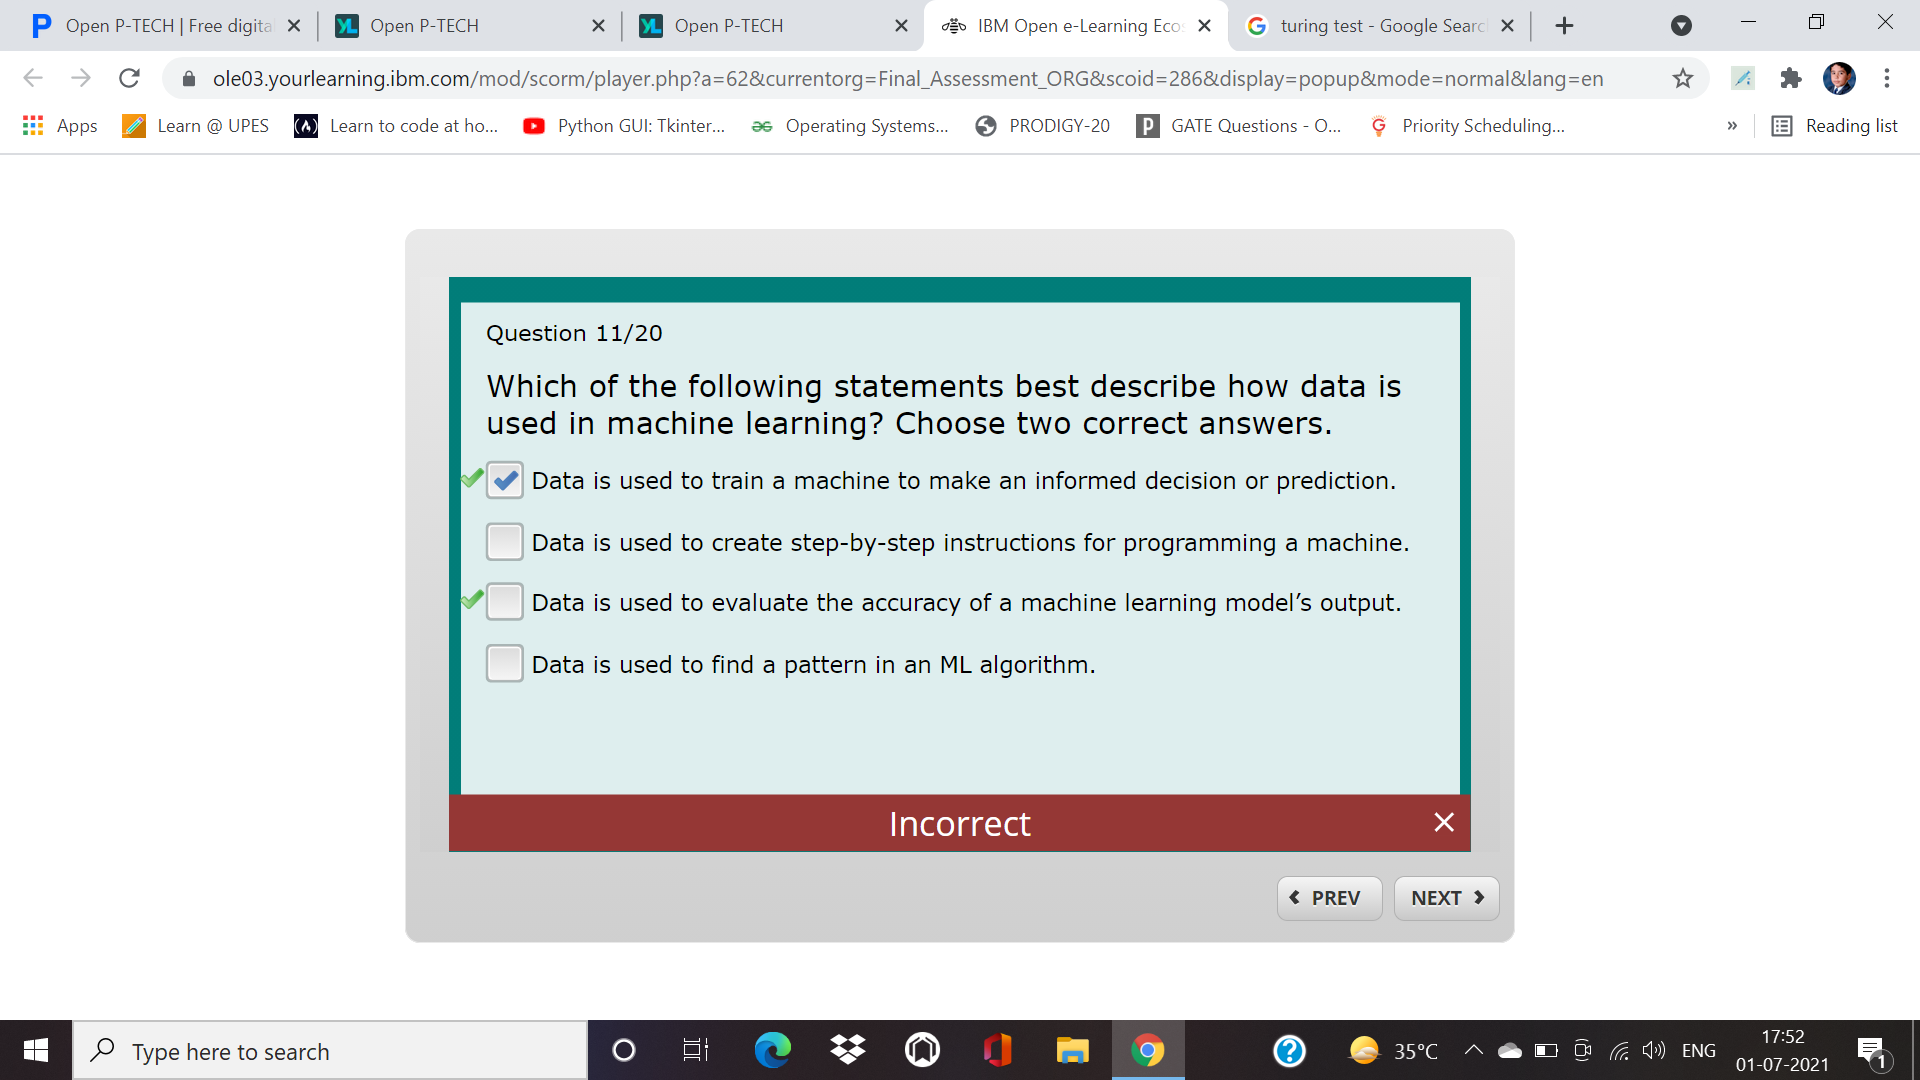 Open P-TECH | Free digita
Open P-TECH
Open P-TECH
IBM Open e-Learning Eco
turing test - Google Searc
ole03.yourlearning.ibm.com/mod/scorm/player.php?a=62&currentorg=Final_Assessment_ORG&scoid=286&display=popup&mode=normal&lang=en
Apps
Learn @ UPES
Learn to code at ho...
Python GUI: Tkinter...
Operating Systems...
PRODIGY-20
GATE Questions - O...
Priority Scheduling...
»
Reading list
Question 11/20
Which of the following statements best describe how data is
used in machine learning? Choose two correct answers.
Data is used to train a machine to make an informed decision or prediction.
Data is used to create step-by-step instructions for programming a machine.
Data is used to evaluate the accuracy of a machine learning model’s output.
Data is used to find a pattern in an ML algorithm.
Incorrect
PREV
NEXT
Type here to search
35°C
ENG
17:52
01-07-2021
1